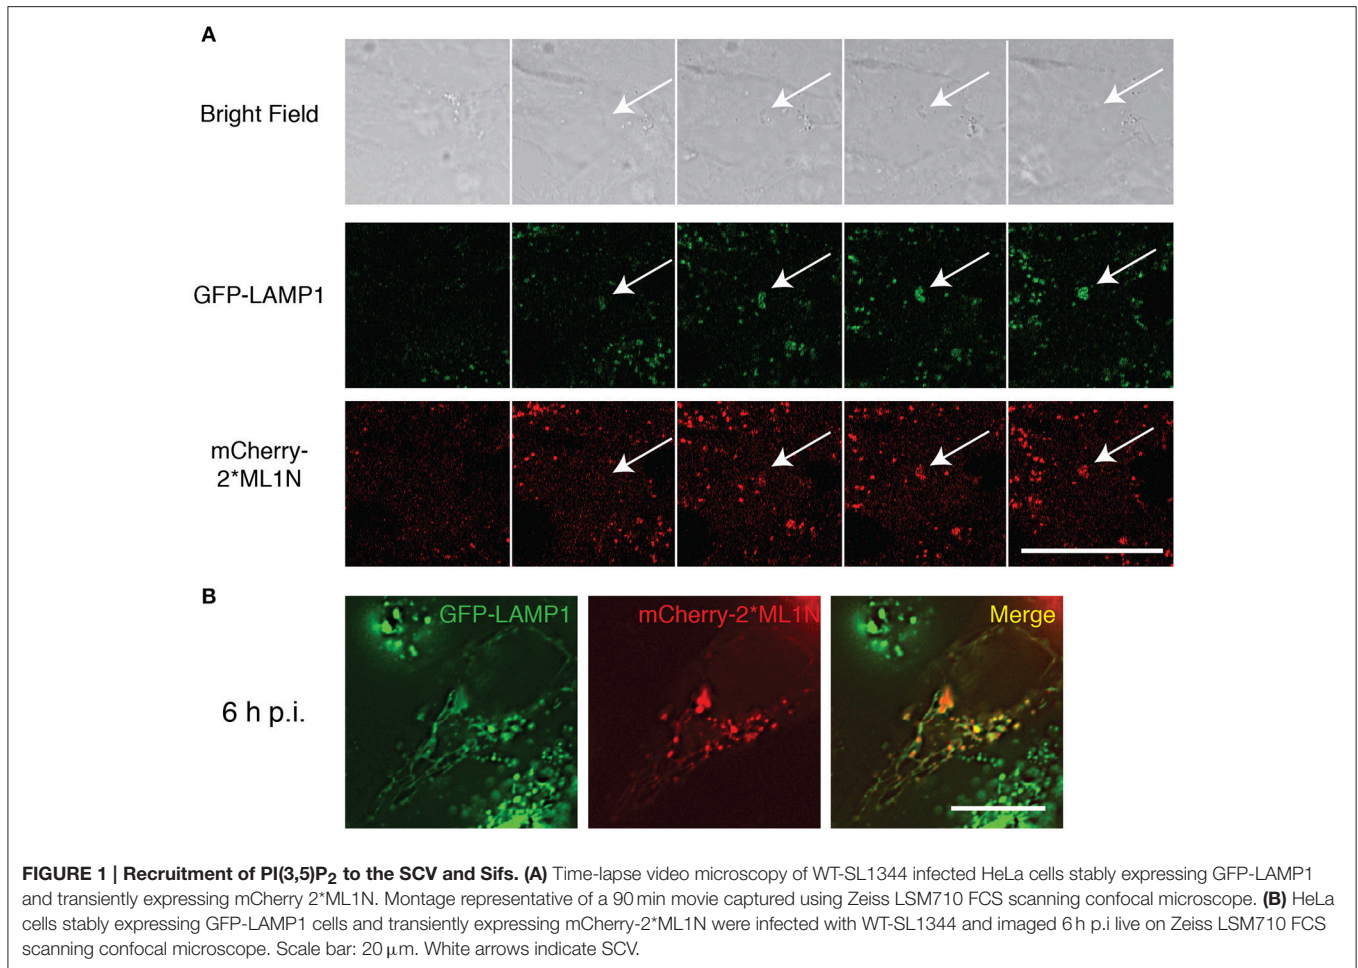 A
Bright Field
GFP-LAMP1
mCherry-
2*ML1N
B
GFP-LAMP1
mCherry-2*ML1N
Merge
6 h p.i.
FIGURE 1 | Recruitment of PI(3,5)P₂ to the SCV and Sifs. (A) Time-lapse video microscopy of WT-SL1344 infected HeLa cells stably expressing GFP-LAMP1
and transiently expressing mCherry 2*ML1N. Montage representative of a 90 min movie captured using Zeiss LSM710 FCS scanning confocal microscope. (B) HeLa
cells stably expressing GFP-LAMP1 cells and transiently expressing mCherry-2*ML1N were infected with WT-SL1344 and imaged 6 h p.i live on Zeiss LSM710 FCS
scanning confocal microscope. Scale bar: 20 μm. White arrows indicate SCV.